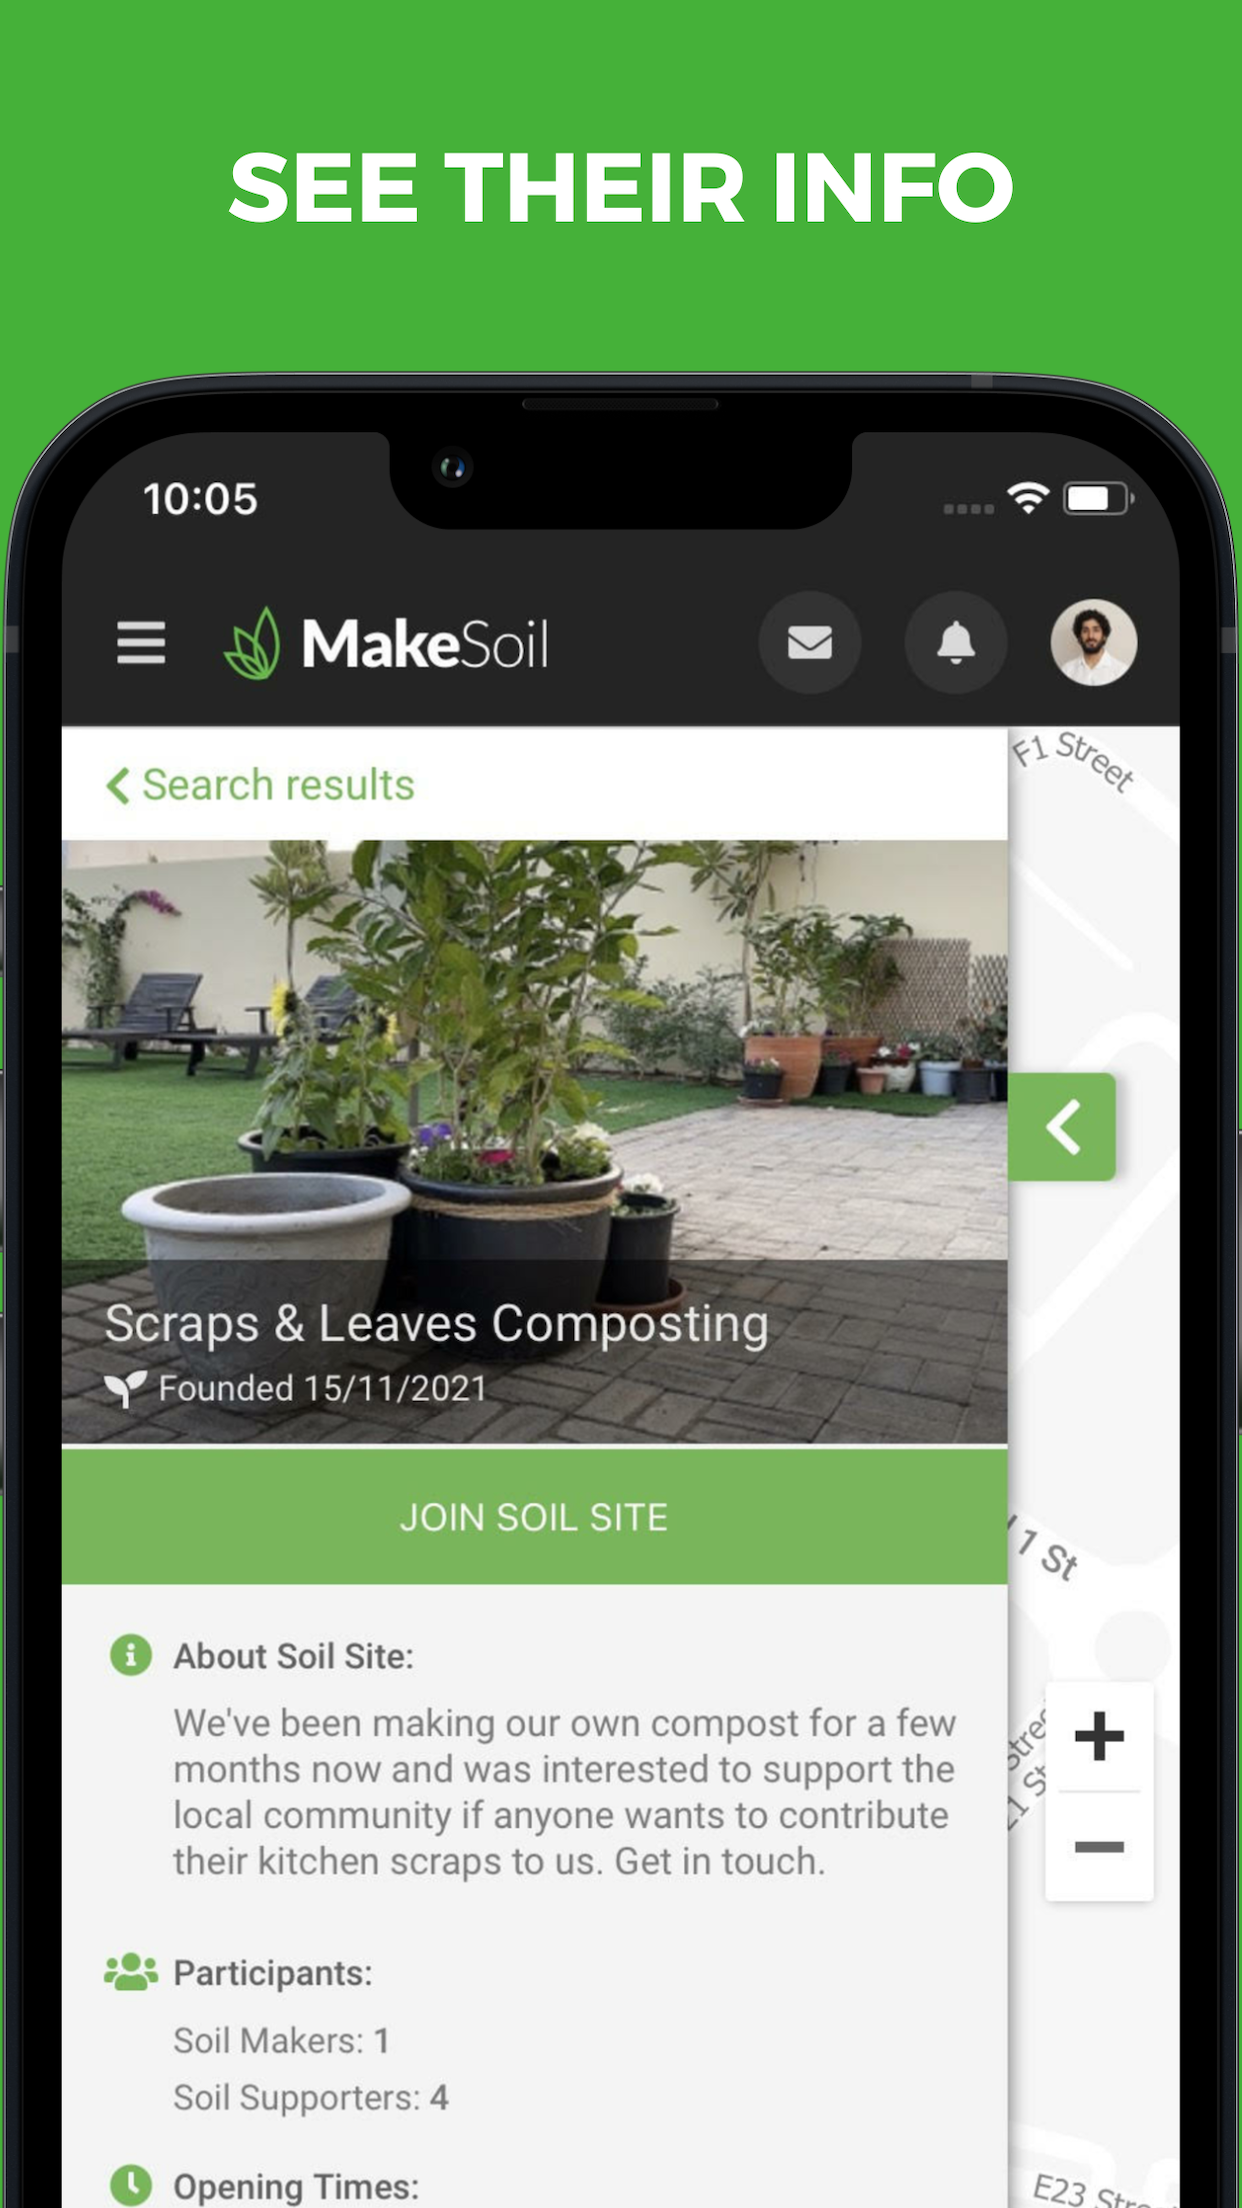 SEE THEIR INFO
10:05
MakeSoil
Search results
F1 Street
Scraps & Leaves Composting
Founded 15/11/2021
JOIN SOIL SITE
1 St
About Soil Site:
We've been making our own compost for a few
months now and was interested to support the
local community if anyone wants to contribute
their kitchen scraps to us. Get in touch.
Participants:
Soil Makers: 1
Soil Supporters: 4
Opening Times:
E23